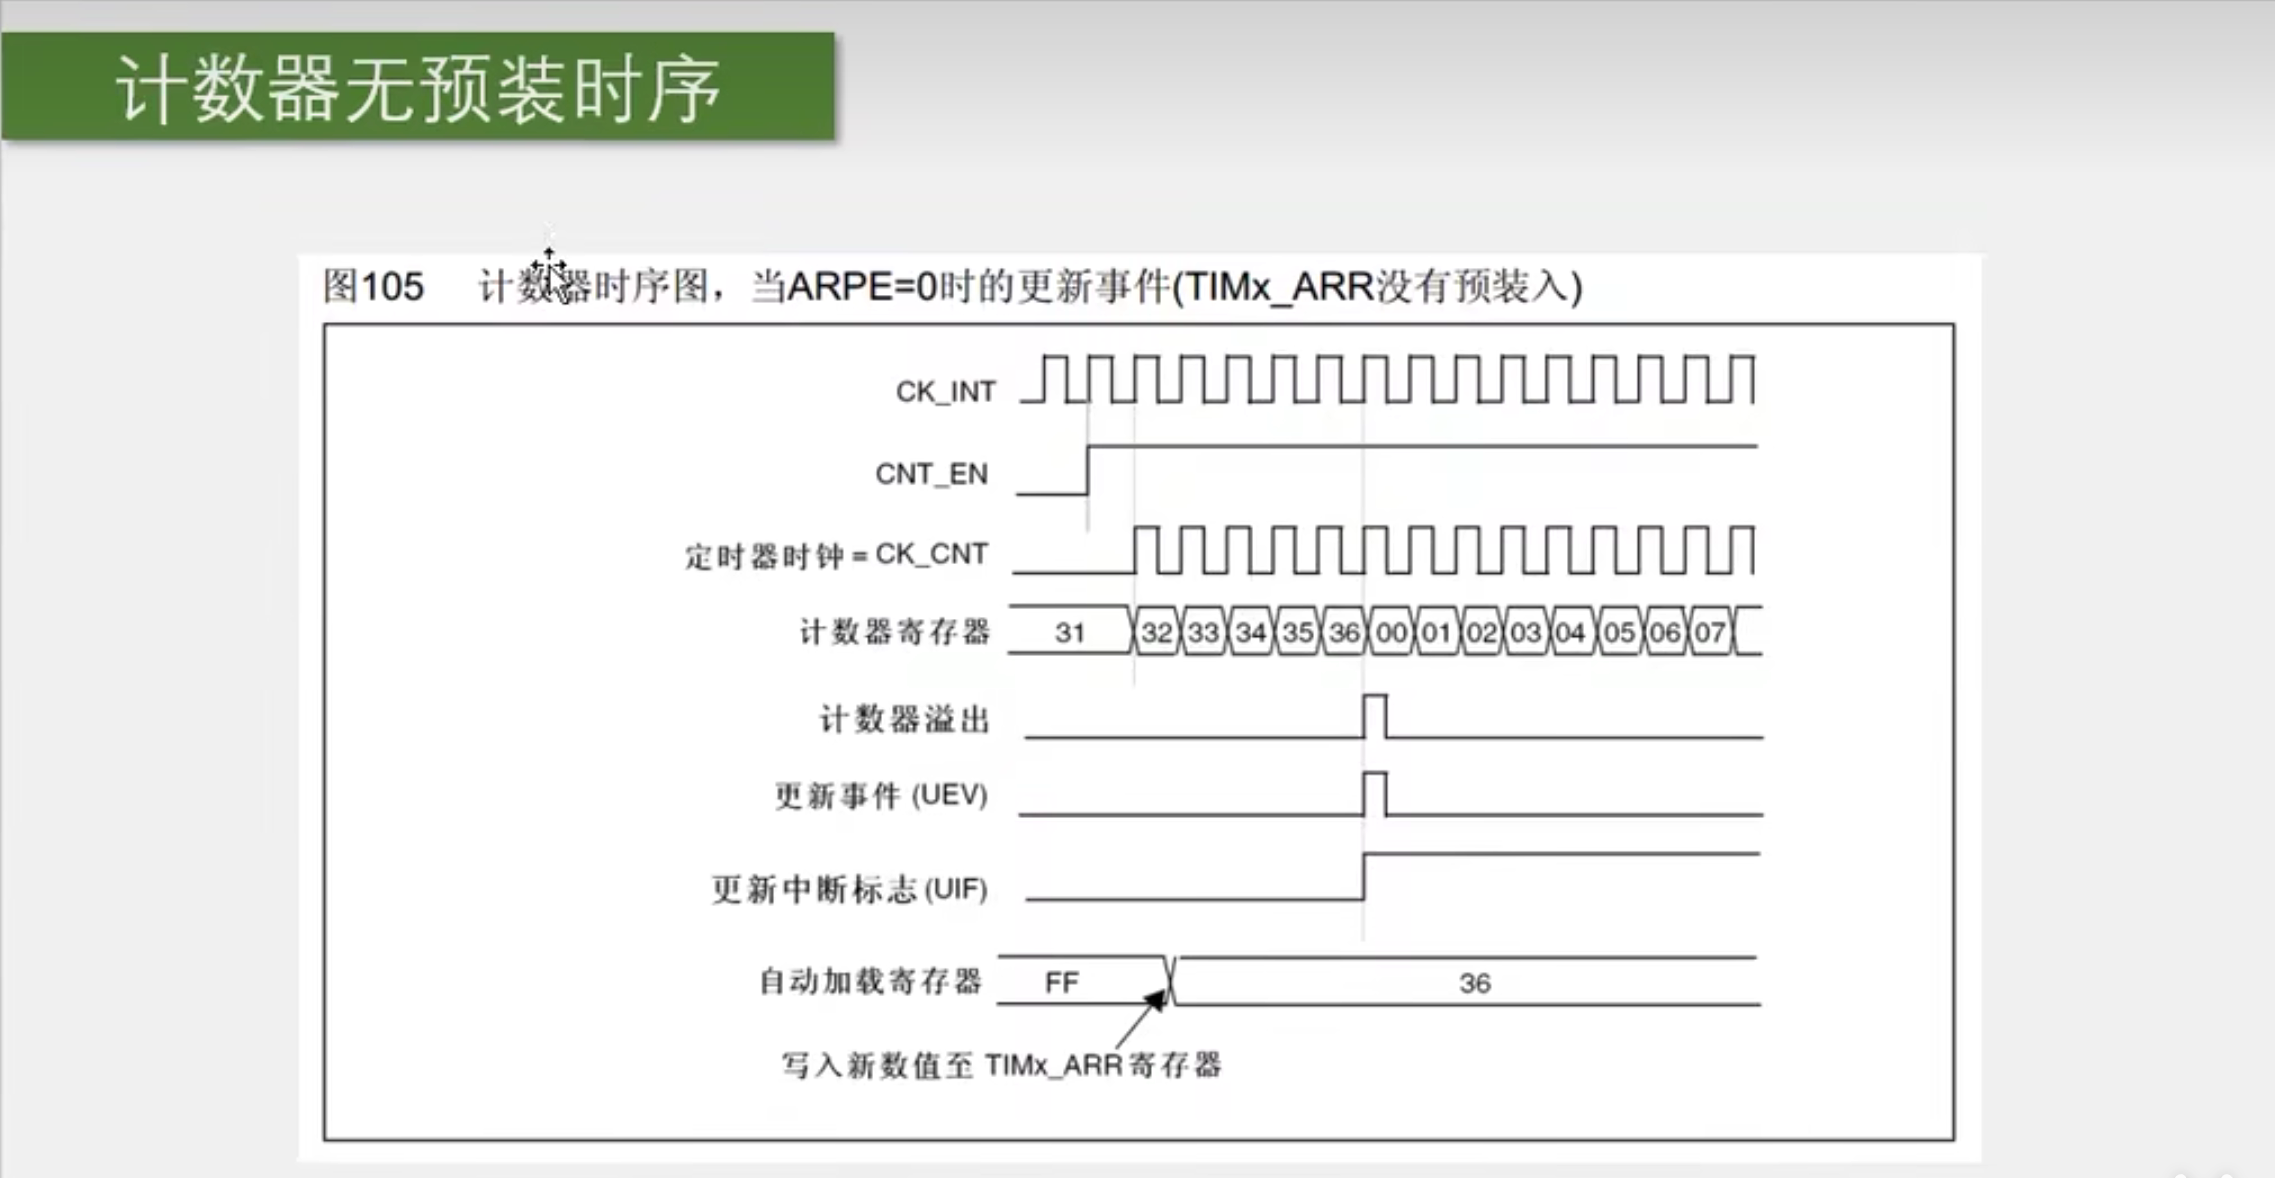 计数器无预装时序
图105 计数器时序图，当ARPE=0时的更新事件(TIMx_ARR没有预装入)
CK_INT
CNT_EN
定时器时钟 = CK_CNT
计数器寄存器 31 32 33 34 35 36 00 01 02 03 04 05 06 07
计数器溢出
更新事件 (UEV)
更新中断标志 (UIF)
自动加载寄存器 FF 36
写入新数值至 TIMx_ARR 寄存器